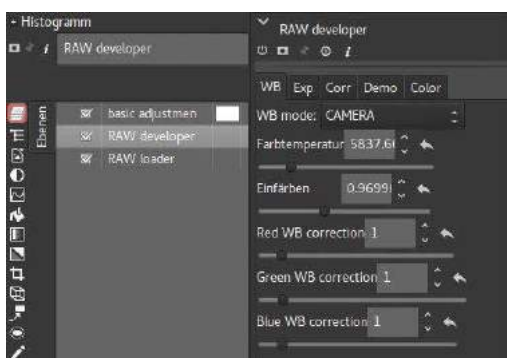 Histogramm
RAW developer
Ebenen
basic adjustmen
RAW developer
RAW loader
RAW developer
WB Exp Corr Demo Color
WB mode: CAMERA
Farbtemperatur 5837,6
Einfärben 0.9699
Red WB correction 1
Green WB correction 1
Blue WB correction 1